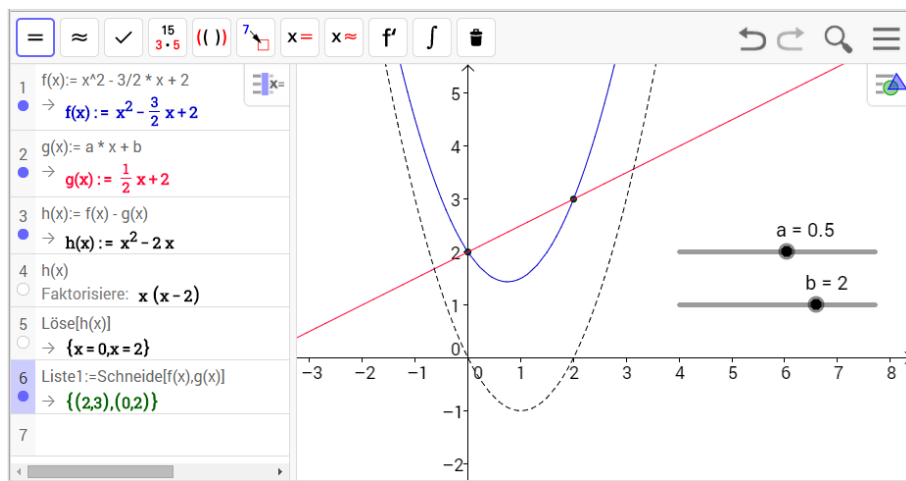 = ≈ ✓ 15 3·5 (( )) 7 x= x≈ f′ ∫
1 f(x):= x^2 - 3/2 * x + 2
→ f(x) := x² − 3/2 x + 2
2 g(x):= a * x + b
→ g(x) := 1/2 x + 2
3 h(x):= f(x) - g(x)
→ h(x) := x² − 2 x
4 h(x)
Faktorisiere: x (x − 2)
5 Löse[h(x)]
→ {x = 0, x = 2}
6 Liste1:=Schneide[f(x),g(x)]
→ {(2,3),(0,2)}
7
x=
5
4
3
2
1
0
−1
−2
−3 −2 −1 0 1 2 3 4 5 6 7 8
a = 0.5
b = 2